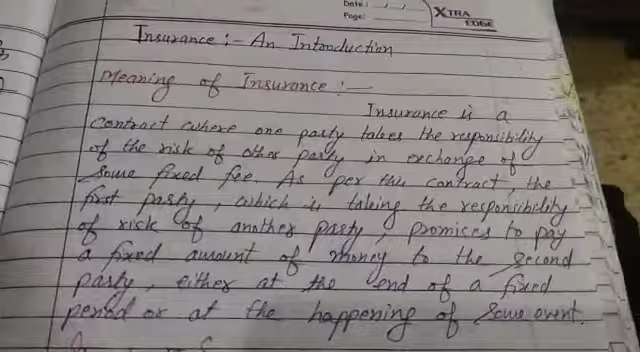 Date: / /
Page:
XTRA EDGE
Insurance :- An Intonduction
Meaning of Insurance :-
Insurance is a
contract where one party takes the responsibility
of the risk of other party in exchange of
some fixed fee. As per this contract, the
first party, which is taking the responsibility
of risk of another party, promises to pay
a fixed amount of money to the second
party, either at the end of a fixed
period or at the happening of some event.